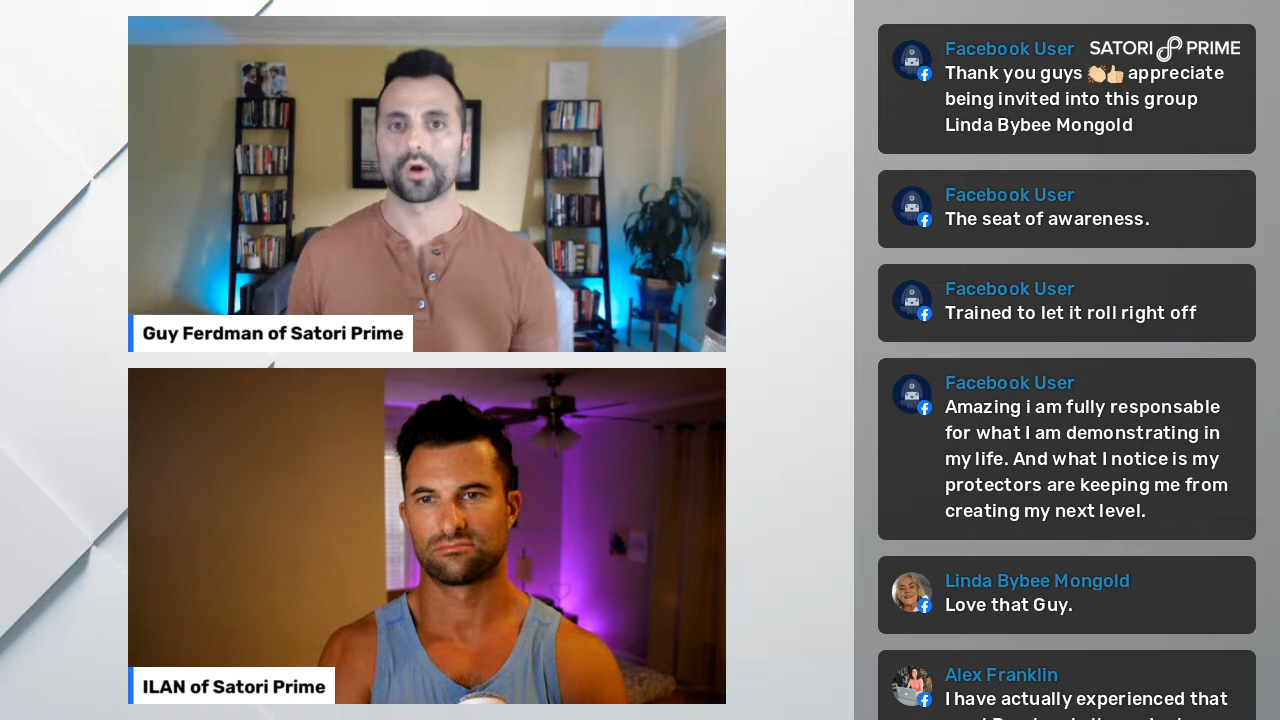 Guy Ferdman of Satori Prime
ILAN of Satori Prime
SATORI PRIME
Facebook User
Thank you guys 👏🏼👍🏼 appreciate
being invited into this group
Linda Bybee Mongold
Facebook User
The seat of awareness.
Facebook User
Trained to let it roll right off
Facebook User
Amazing i am fully responsable
for what I am demonstrating in
my life. And what I notice is my
protectors are keeping me from
creating my next level.
Linda Bybee Mongold
Love that Guy.
Alex Franklin
I have actually experienced that